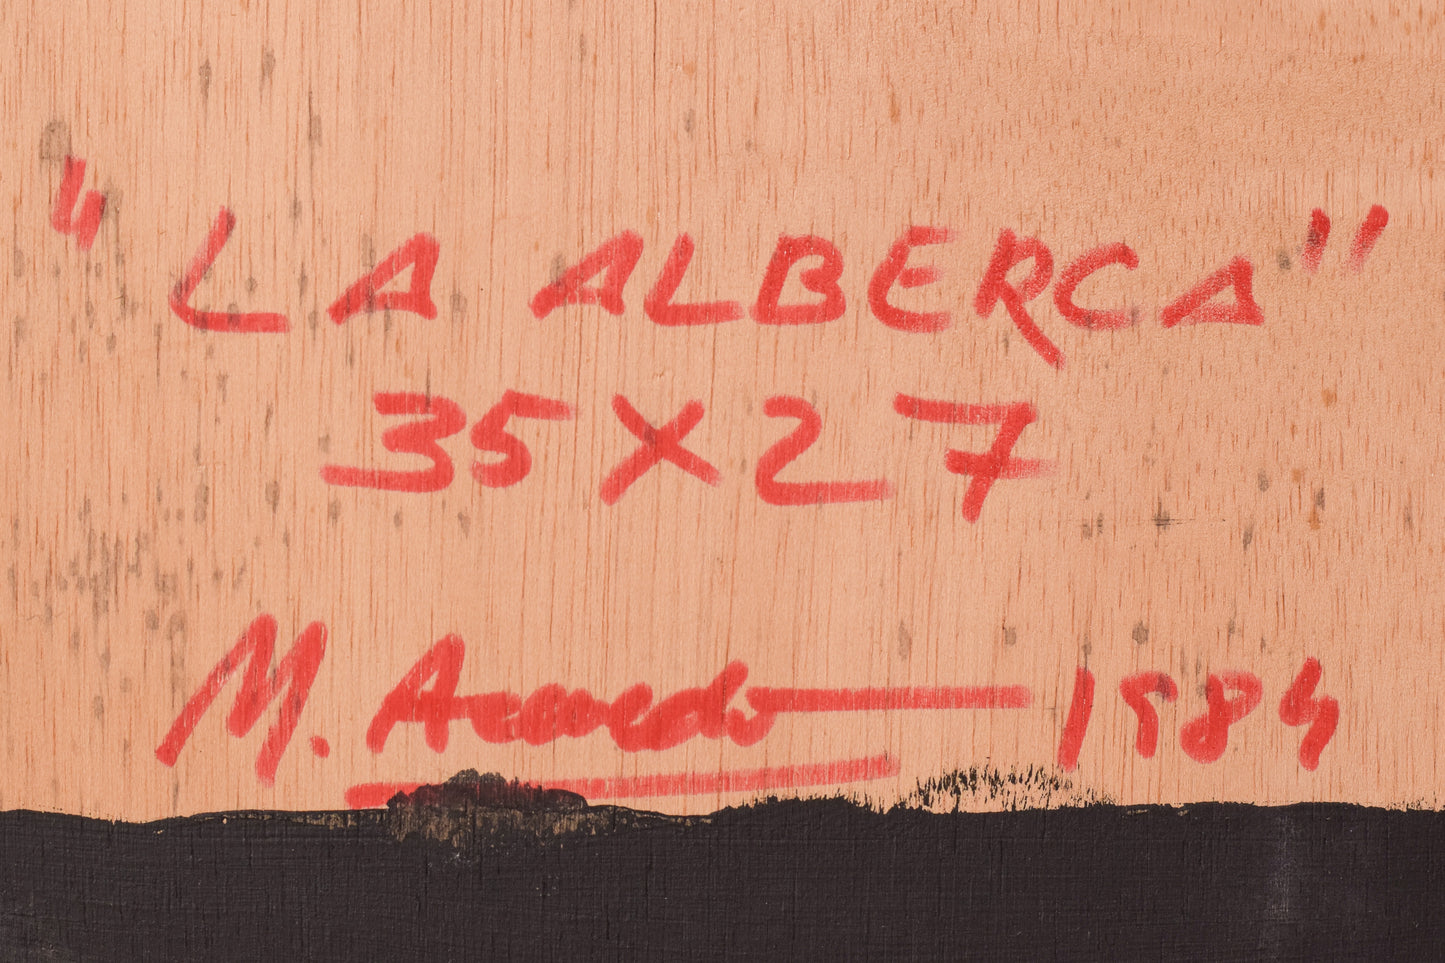 "LA ALBERCA"
35X27
M. Acevedo 1984